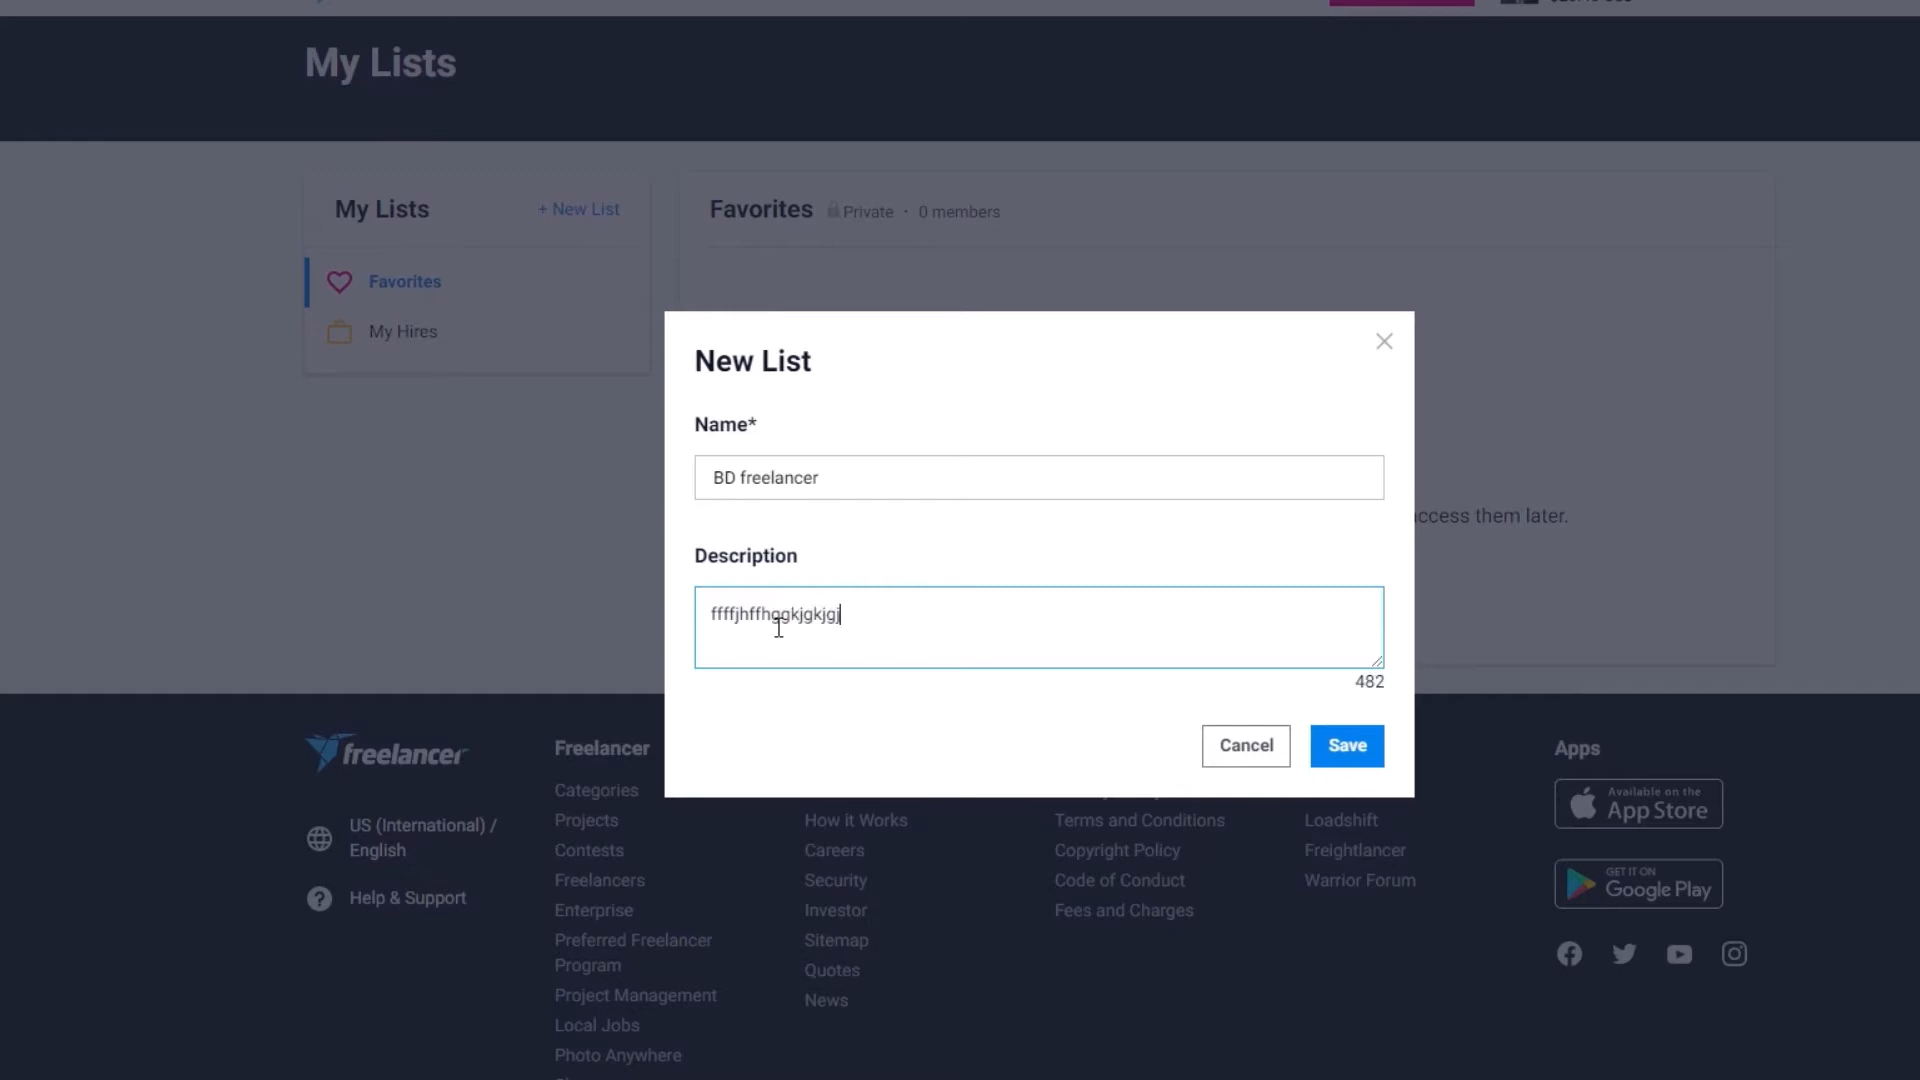 My Lists
My Lists
+ New List
Favorites
Private · 0 members
Favorites
My Hires
New List
Name*
BD freelancer
access them later.
Description
ffffjhffhggkjgkjgj
482
Cancel
Save
freelancer
US (International) /
English
Help & Support
Freelancer
Categories
Projects
Contests
Freelancers
Enterprise
Preferred Freelancer
Program
Project Management
Local Jobs
Photo Anywhere
How it Works
Careers
Security
Investor
Sitemap
Quotes
News
Terms and Conditions
Copyright Policy
Code of Conduct
Fees and Charges
Loadshift
Freightlancer
Warrior Forum
Apps
Available on the
App Store
GET IT ON
Google Play